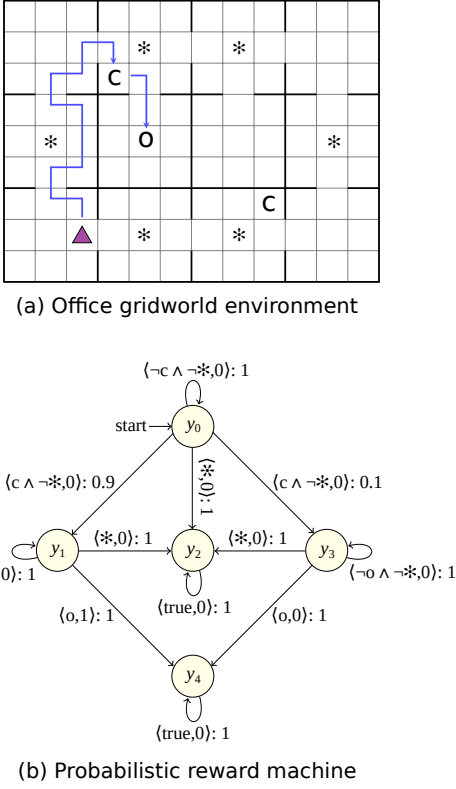 ✻ ✻
c
✻ o ✻
c
✻ ✻
(a) Office gridworld environment
⟨¬c ∧ ¬✻,0⟩: 1
start y₀
⟨c ∧ ¬✻,0⟩: 0.9 ⟨✻,0⟩: 1 ⟨c ∧ ¬✻,0⟩: 0.1
y₁ ⟨✻,0⟩: 1 y₂ ⟨✻,0⟩: 1 y₃
0⟩: 1 ⟨¬o ∧ ¬✻,0⟩: 1
⟨o,1⟩: 1 ⟨true,0⟩: 1 ⟨o,0⟩: 1
y₄
⟨true,0⟩: 1
(b) Probabilistic reward machine